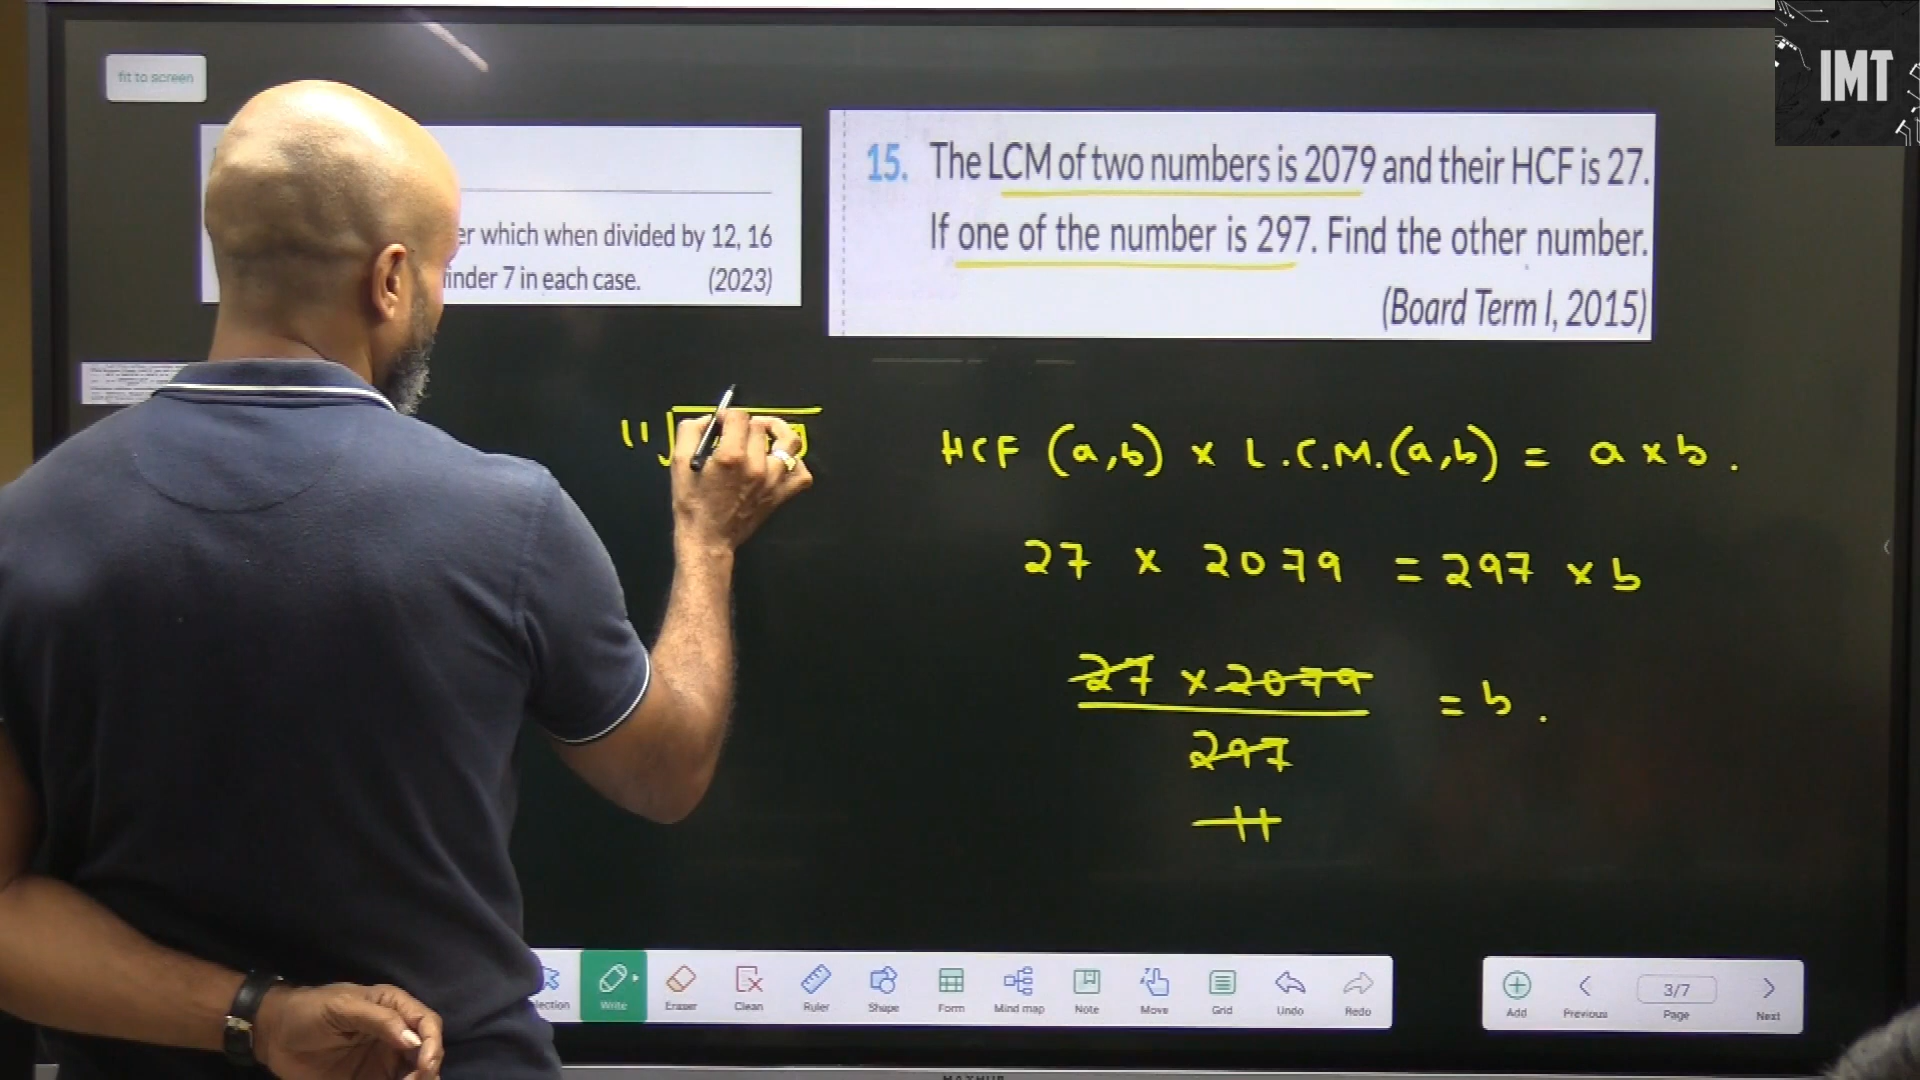 fit to screen
IMT
er which when divided by 12, 16
inder 7 in each case. (2023)
15. The LCM of two numbers is 2079 and their HCF is 27.
If one of the number is 297. Find the other number.
(Board Term I, 2015)
11
HCF (a,b) × L.C.M.(a,b) = a × b .
27 × 2079 = 297 × b
27 × 2079
= b .
297
11
lection
Write
Eraser
Clean
Ruler
Shape
Form
Mind map
Note
Move
Grid
Undo
Redo
Add
Previous
3/7
Page
Next